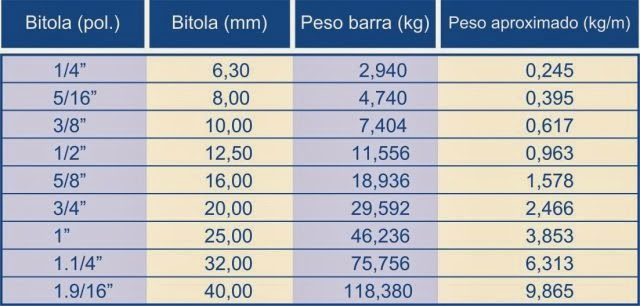 Bitola (pol.) Bitola (mm) Peso barra (kg) Peso aproximado (kg/m)
1/4” 6,30 2,940 0,245
5/16” 8,00 4,740 0,395
3/8” 10,00 7,404 0,617
1/2” 12,50 11,556 0,963
5/8” 16,00 18,936 1,578
3/4” 20,00 29,592 2,466
1” 25,00 46,236 3,853
1.1/4” 32,00 75,756 6,313
1.9/16” 40,00 118,380 9,865